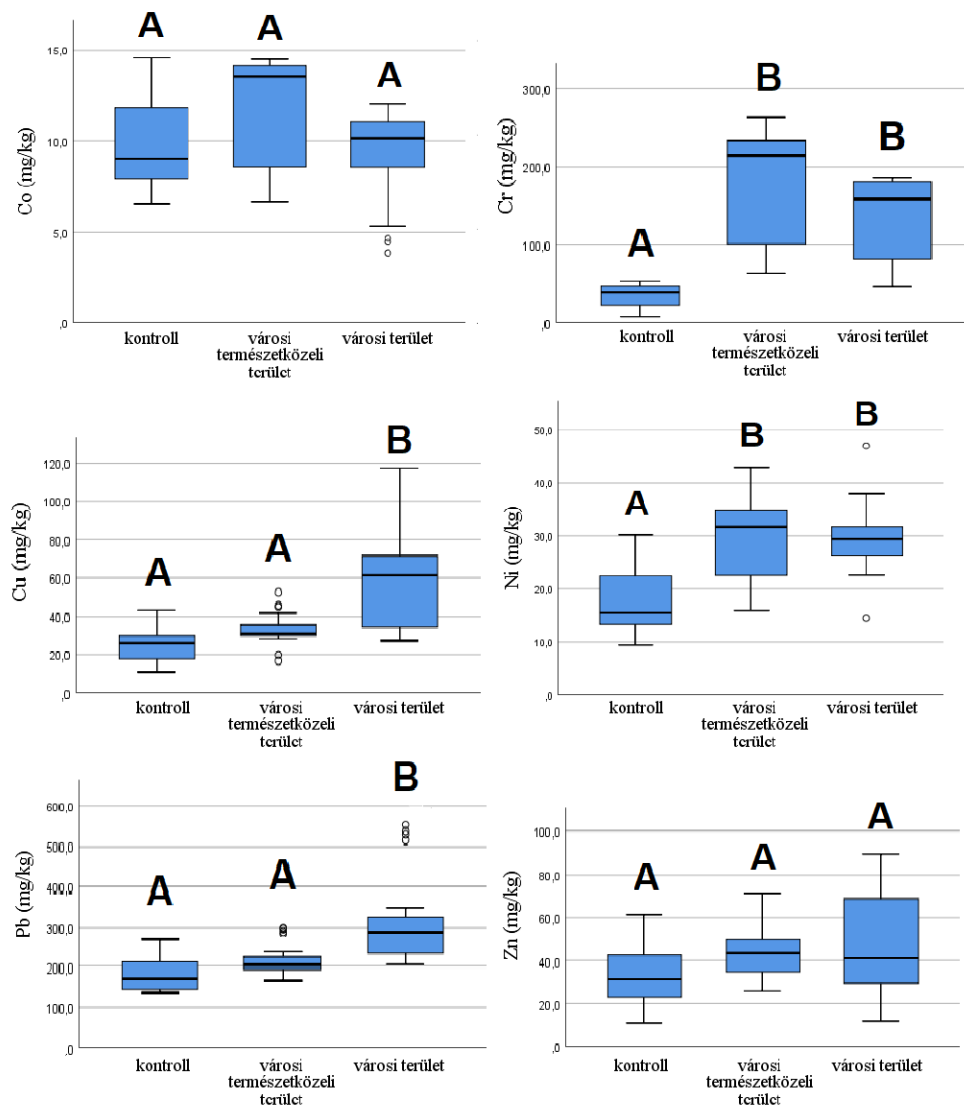 A
A
A
15,0
10,0
5,0
,0
Co (mg/kg)
kontroll
városi
természetközeli
terület
városi terület
B
B
A
300,0
200,0
100,0
,0
Cr (mg/kg)
kontroll
városi
természetközeli
terület
városi terület
B
A
A
120,0
100,0
80,0
60,0
40,0
20,0
,0
Cu (mg/kg)
kontroll
városi
természetközeli
terület
városi terület
B
B
A
50,0
40,0
30,0
20,0
10,0
,0
Ni (mg/kg)
kontroll
városi
természetközeli
terület
városi terület
B
A
A
600,0
500,0
400,0
300,0
200,0
100,0
,0
Pb (mg/kg)
kontroll
városi
természetközeli
terület
városi terület
A
A
A
100,0
80,0
60,0
40,0
20,0
,0
Zn (mg/kg)
kontroll
városi
természetközeli
terület
városi terület